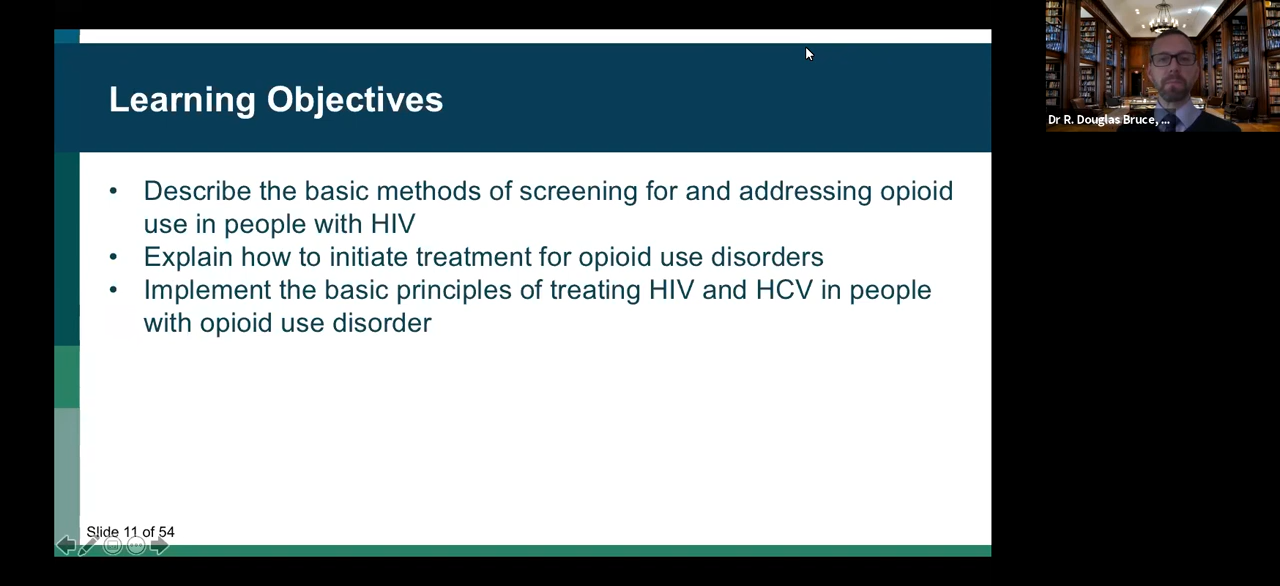 Learning Objectives
• Describe the basic methods of screening for and addressing opioid
use in people with HIV
• Explain how to initiate treatment for opioid use disorders
• Implement the basic principles of treating HIV and HCV in people
with opioid use disorder
Slide 11 of 54
Dr R. Douglas Bruce, ...